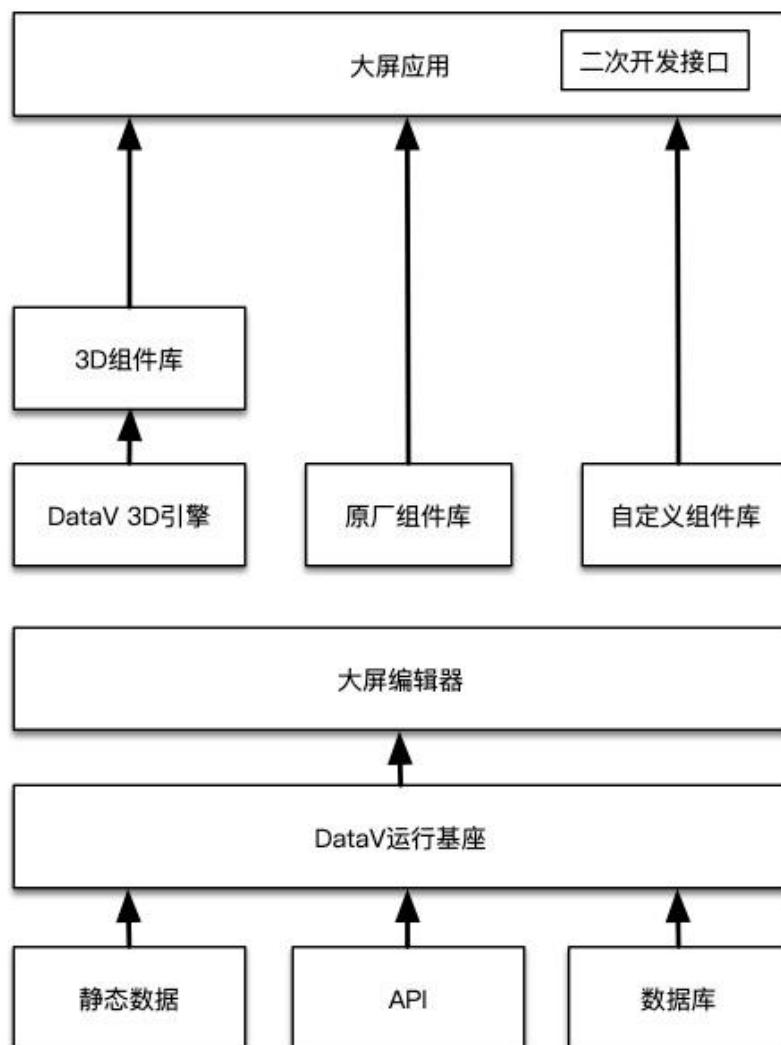 大屏应用
二次开发接口
3D组件库
DataV 3D引擎
原厂组件库
自定义组件库
大屏编辑器
DataV运行基座
静态数据
API
数据库